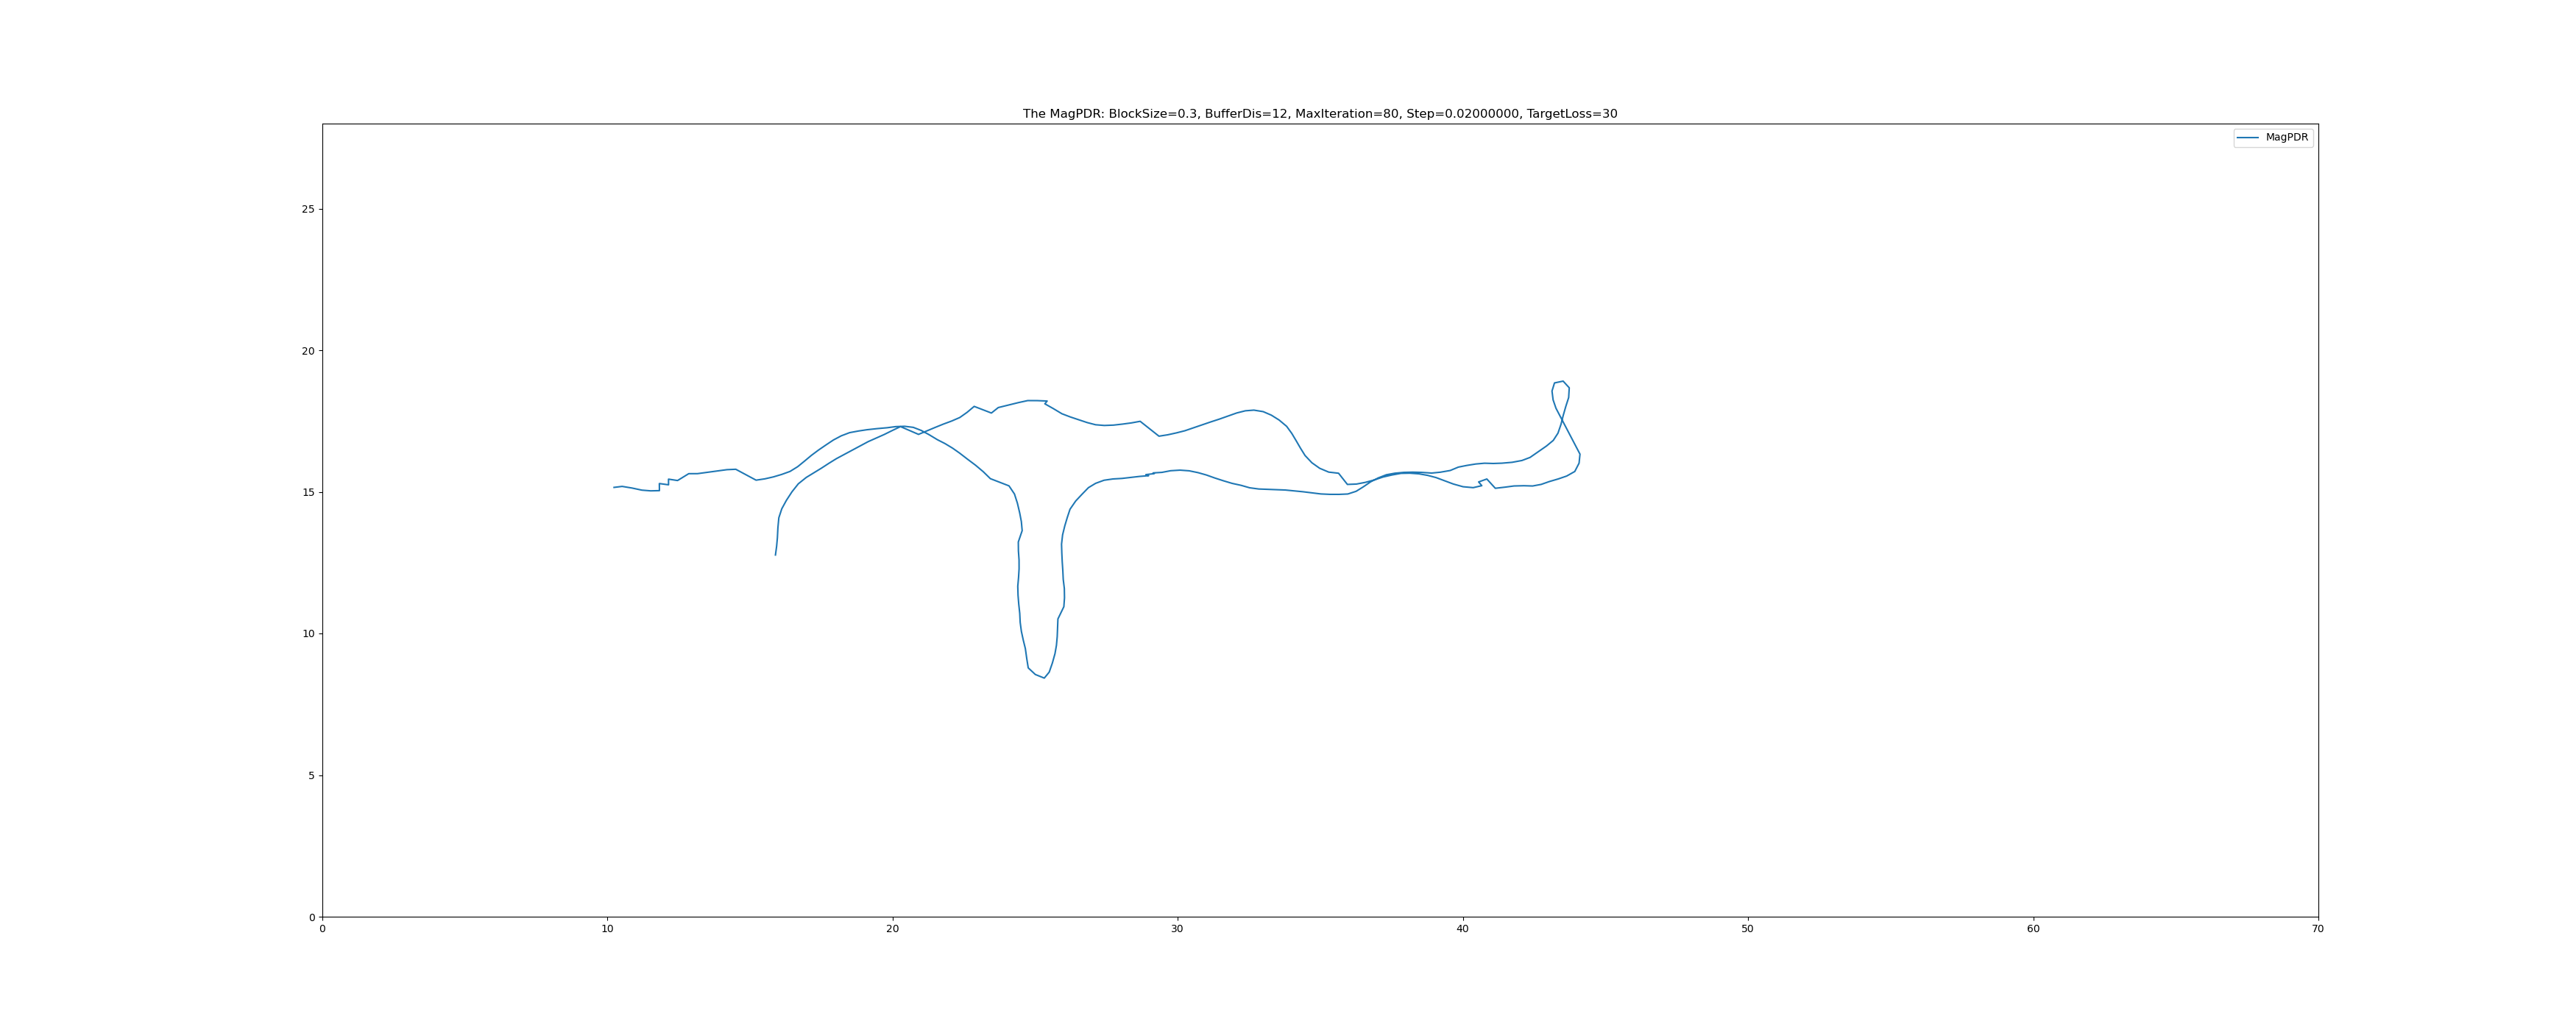 The MagPDR: BlockSize=0.3, BufferDis=12, MaxIteration=80, Step=0.02000000, TargetLoss=30
MagPDR
25
20
15
10
5
0
0 10 20 30 40 50 60 70